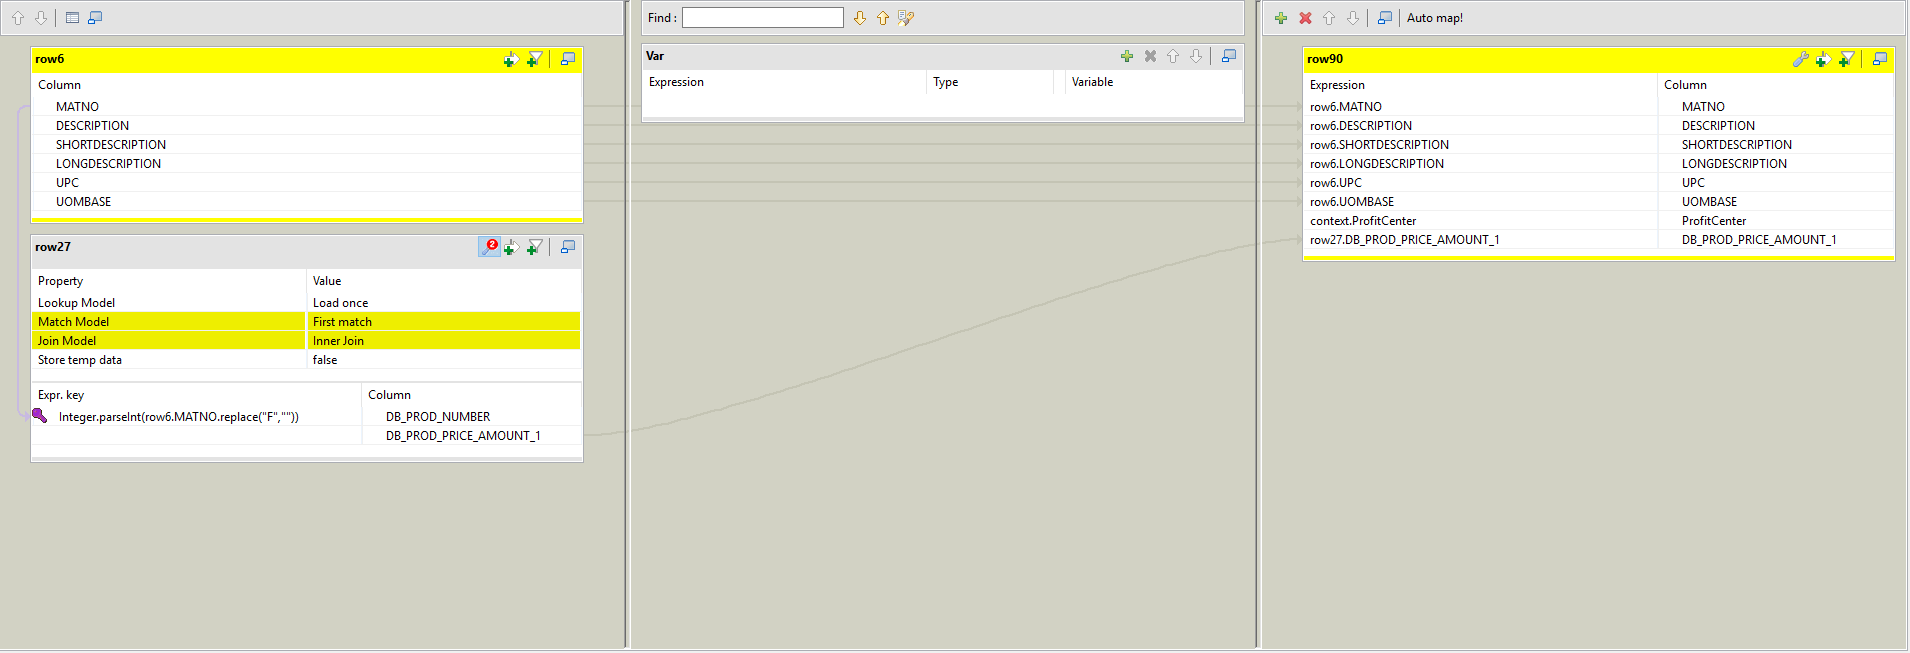 Find :
Auto map!
row6
Column
MATNO
DESCRIPTION
SHORTDESCRIPTION
LONGDESCRIPTION
UPC
UOMBASE
row27
2
Property Value
Lookup Model Load once
Match Model First match
Join Model Inner Join
Store temp data false
Expr. key Column
Integer.parseInt(row6.MATNO.replace("F","")) DB_PROD_NUMBER
DB_PROD_PRICE_AMOUNT_1
Var
Expression Type Variable
row90
Expression Column
row6.MATNO MATNO
row6.DESCRIPTION DESCRIPTION
row6.SHORTDESCRIPTION SHORTDESCRIPTION
row6.LONGDESCRIPTION LONGDESCRIPTION
row6.UPC UPC
row6.UOMBASE UOMBASE
context.ProfitCenter ProfitCenter
row27.DB_PROD_PRICE_AMOUNT_1 DB_PROD_PRICE_AMOUNT_1